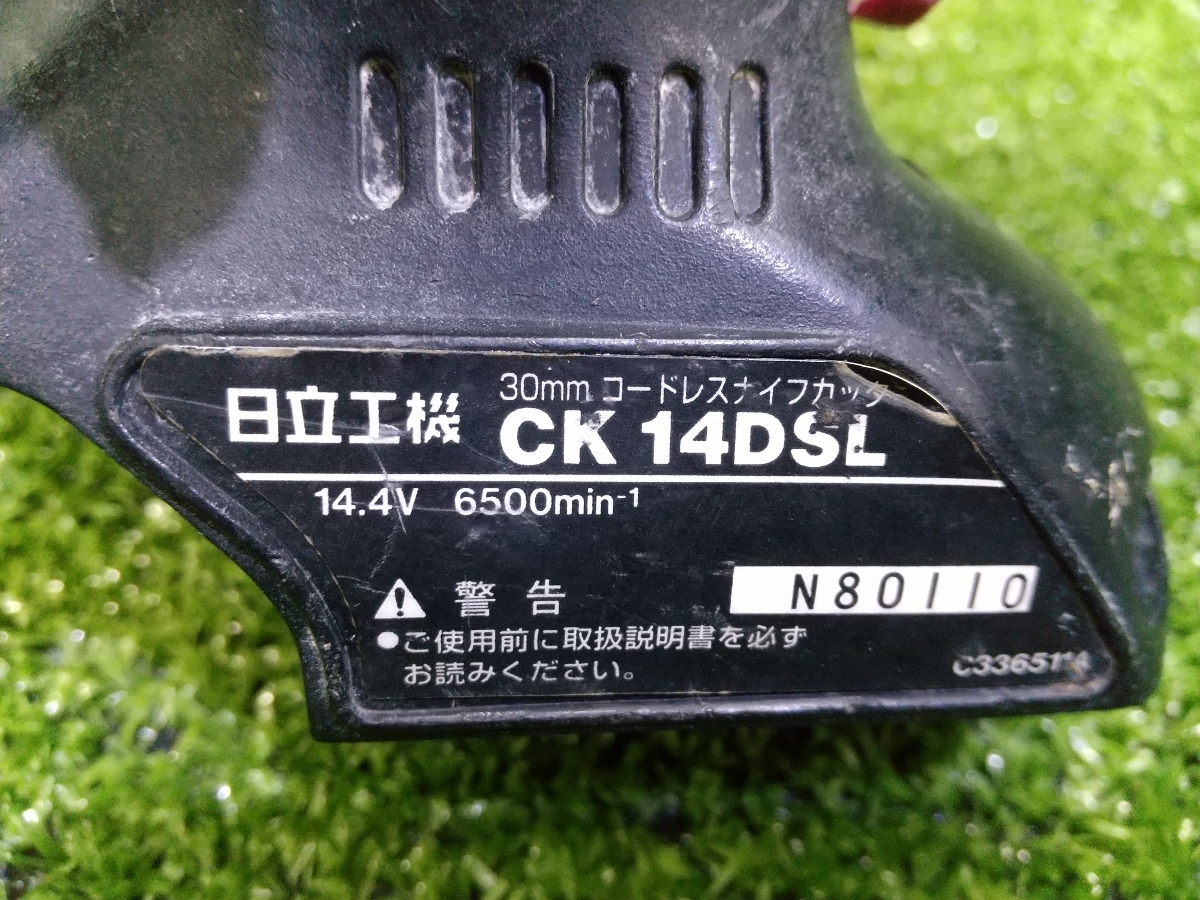 30mm コードレスナイフカッタ
日立工機 CK 14DSL
14.4V 6500min⁻¹
警告
N80110
●ご使用前に取扱説明書を必ず
お読みください。